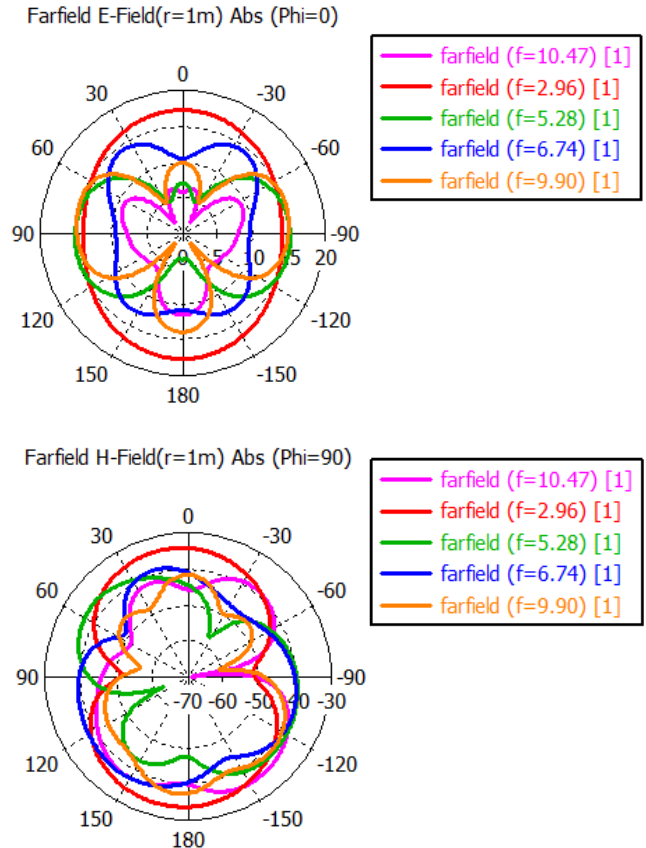 Farfield E-Field(r=1m) Abs (Phi=0)
farfield (f=10.47) [1]
farfield (f=2.96) [1]
farfield (f=5.28) [1]
farfield (f=6.74) [1]
farfield (f=9.90) [1]
0
30 -30
60 -60
90 -90
0 5 15 20
120 -120
150 -150
180
Farfield H-Field(r=1m) Abs (Phi=90)
farfield (f=10.47) [1]
farfield (f=2.96) [1]
farfield (f=5.28) [1]
farfield (f=6.74) [1]
farfield (f=9.90) [1]
0
30 -30
60 -60
90 -90
-70 -60 -50 -40 -30
120 -120
150 -150
180